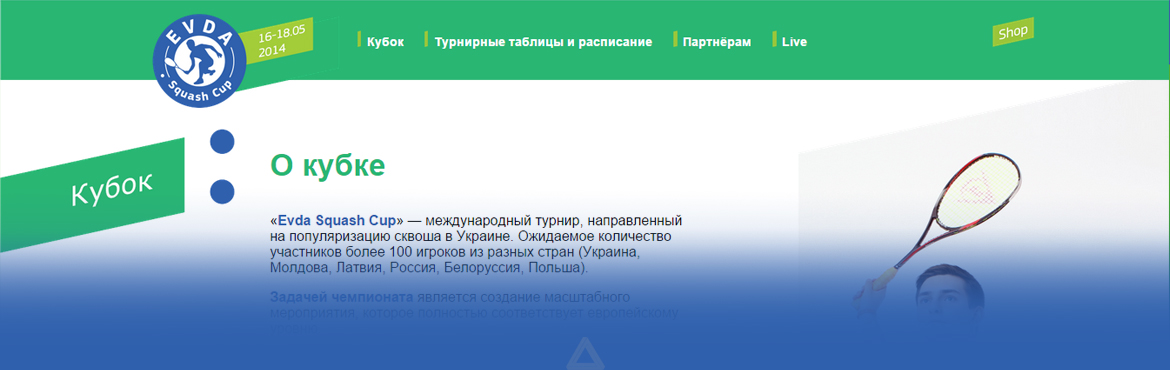 EVDA
Squash Cup
16-18.05
2014
Кубок
Турнирные таблицы и расписание
Партнёрам
Live
Shop
Кубок
О кубке
«Evda Squash Cup» — международный турнир, направленный
на популяризацию сквоша в Украине. Ожидаемое количество
участников более 100 игроков из разных стран (Украина,
Молдова, Латвия, Россия, Белоруссия, Польша).
Задачей чемпионата является создание масштабного
мероприятия, которое полностью соответствует европейскому